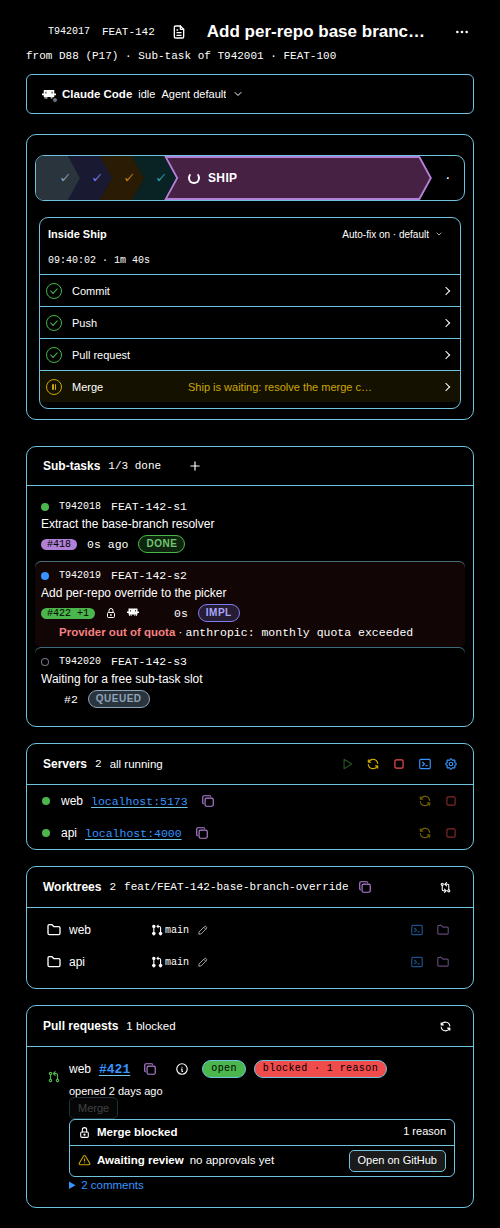 T942017 FEAT-142 Add per-repo base branc…
from D88 (P17) · Sub-task of T942001 · FEAT-100
Claude Code idle Agent default
SHIP
Inside Ship Auto-fix on · default
09:40:02 · 1m 40s
Commit
Push
Pull request
Merge Ship is waiting: resolve the merge c…
Sub-tasks 1/3 done
T942018 FEAT-142-s1
Extract the base-branch resolver
#418 0s ago DONE
T942019 FEAT-142-s2
Add per-repo override to the picker
#422 +1 0s IMPL
Provider out of quota · anthropic: monthly quota exceeded
T942020 FEAT-142-s3
Waiting for a free sub-task slot
#2 QUEUED
Servers 2 all running
web localhost:5173
api localhost:4000
Worktrees 2 feat/FEAT-142-base-branch-override
web main
api main
Pull requests 1 blocked
web #421 open blocked · 1 reason
opened 2 days ago
Merge
Merge blocked 1 reason
Awaiting review no approvals yet Open on GitHub
2 comments